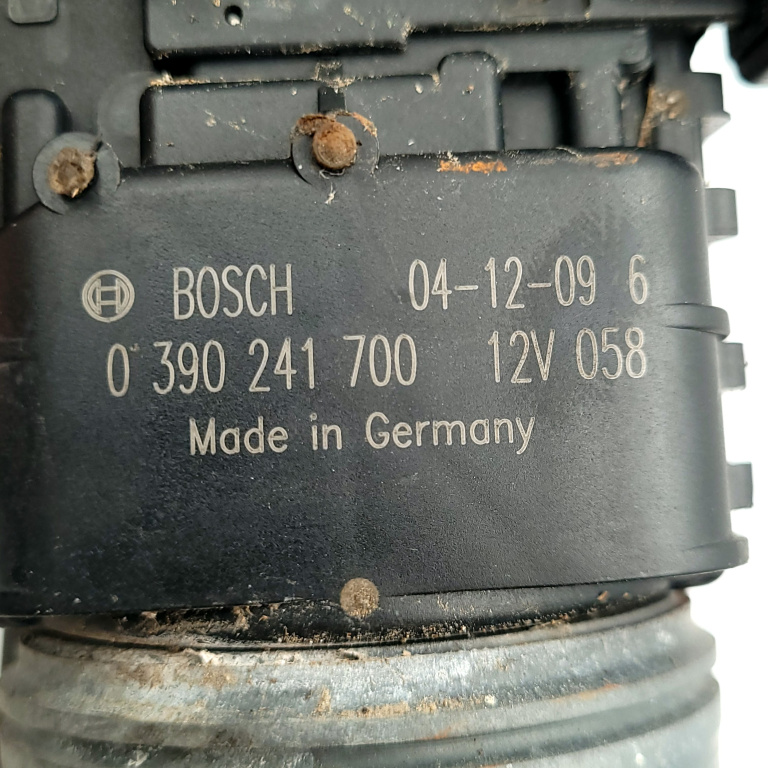 BOSCH 04-12-09 6
0 390 241 700 12V 058
Made in Germany